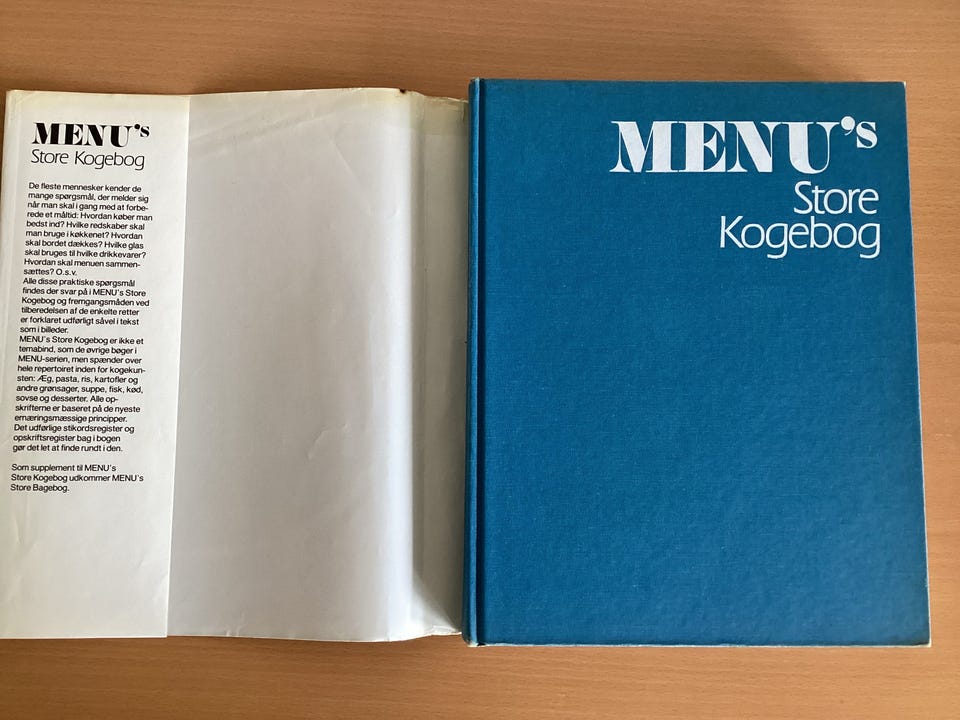 MENU's
Store Kogebog
De fleste mennesker kender de
mange spørgsmål, der melder sig
når man skal i gang med at forbe-
rede et måltid: Hvordan køber man
bedst ind? Hvilke redskaber skal
man bruge i køkkenet? Hvordan
skal bordet dækkes? Hvilke glas
skal bruges til hvilke drikkevarer?
Hvordan skal menuen sammen-
sættes? O.s.v.
Alle disse praktiske spørgsmål
findes der svar på i MENU's Store
Kogebog og fremgangsmåden ved
tilberedelsen af de enkelte retter
er forklaret udførligt såvel i tekst
som i billeder.
MENU's Store Kogebog er ikke et
temabind, som de øvrige bøger i
MENU-serien, men spænder over
hele repertoiret inden for kogekun-
sten: Æg, pasta, ris, kartofler og
andre grønsager, suppe, fisk, kød,
sovse og desserter. Alle op-
skrifterne er baseret på de nyeste
ernæringsmæssige principper.
Det udførlige stikordsregister og
opskriftsregister bag i bogen
gør det let at finde rundt i den.
Som supplement til MENU's
Store Kogebog udkommer MENU's
Store Bagebog.
MENU's
Store
Kogebog